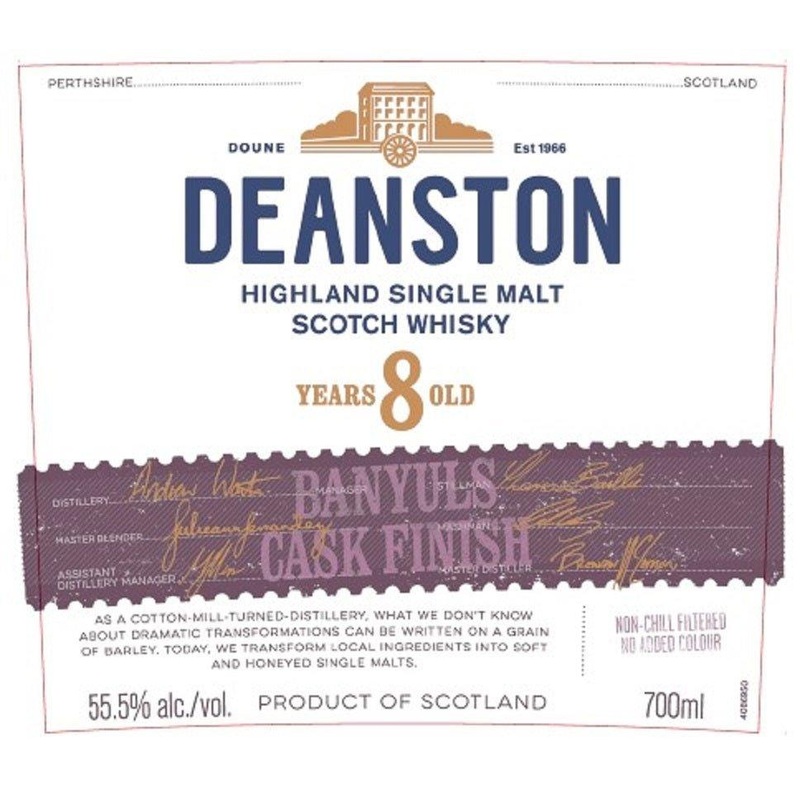 PERTHSHIRE SCOTLAND
DOUNE Est 1966
DEANSTON
HIGHLAND SINGLE MALT
SCOTCH WHISKY
YEARS 8 OLD
BANYULS
CASK FINISH
DISTILLERY MANAGER STILLMAN
MASTER BLENDER MASHMAN
ASSISTANT
DISTILLERY MANAGER MASTER DISTILLER
AS A COTTON-MILL-TURNED-DISTILLERY, WHAT WE DON'T KNOW
ABOUT DRAMATIC TRANSFORMATIONS CAN BE WRITTEN ON A GRAIN
OF BARLEY. TODAY, WE TRANSFORM LOCAL INGREDIENTS INTO SOFT
AND HONEYED SINGLE MALTS.
NON-CHILL FILTERED
NO ADDED COLOUR
55.5% alc./vol. PRODUCT OF SCOTLAND 700ml